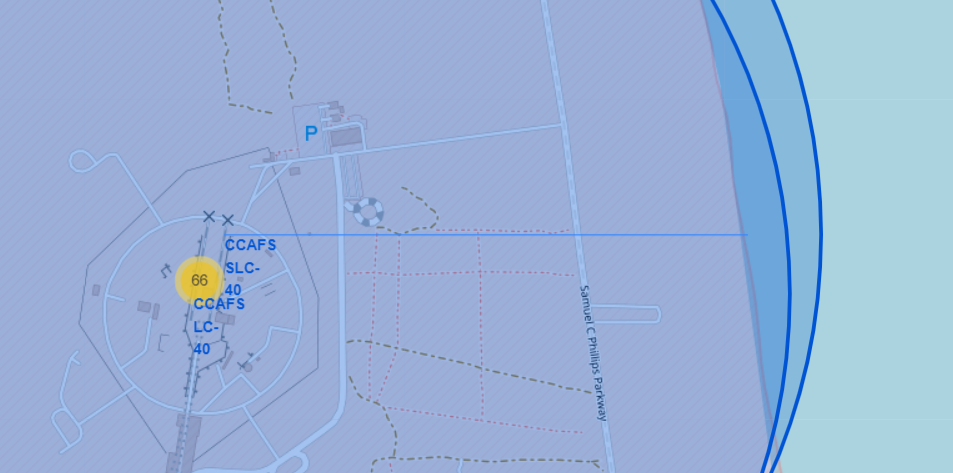 P
CCAFS
SLC-
40
66
CCAFS
LC-
40
Samuel C Phillips Parkway